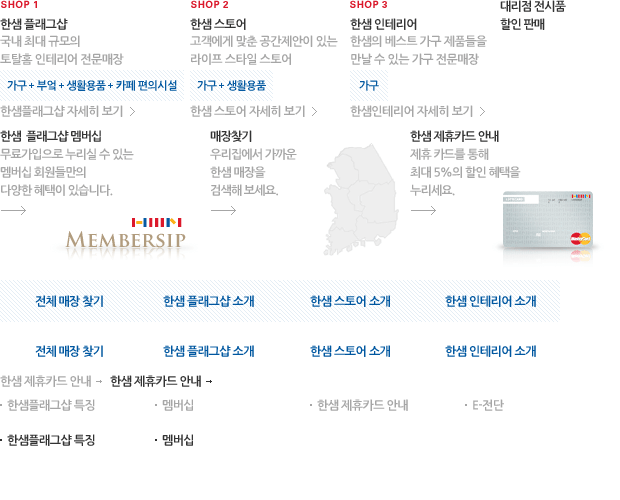 SHOP 1
한샘 플래그샵
국내 최대 규모의
토탈홈 인테리어 전문매장
가구 + 부엌 + 생활용품 + 카페 편의시설
한샘플래그샵 자세히 보기
SHOP 2
한샘 스토어
고객에게 맞춘 공간제안이 있는
라이프 스타일 스토어
가구 + 생활용품
한샘 스토어 자세히 보기
SHOP 3
한샘 인테리어
한샘의 베스트 가구 제품들을
만날 수 있는 가구 전문매장
가구
한샘인테리어 자세히 보기
대리점 전시품
할인 판매
한샘 플래그샵 멤버십
무료가입으로 누리실 수 있는
멤버십 회원들만의
다양한 혜택이 있습니다.
MEMBERSIP
매장찾기
우리집에서 가까운
한샘 매장을
검색해 보세요.
한샘 제휴카드 안내
제휴 카드를 통해
최대 5%의 할인 혜택을
누리세요.
MasterCard
전체 매장 찾기 한샘 플래그샵 소개 한샘 스토어 소개 한샘 인테리어 소개
전체 매장 찾기 한샘 플래그샵 소개 한샘 스토어 소개 한샘 인테리어 소개
한샘 제휴카드 안내 → 한샘 제휴카드 안내 →
· 한샘플래그샵 특징 · 멤버십 · 한샘 제휴카드 안내 · E-전단
· 한샘플래그샵 특징 · 멤버십